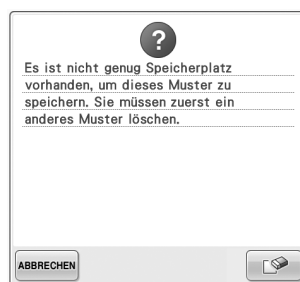 ?
Es ist nicht genug Speicherplatz
vorhanden, um dieses Muster zu
speichern. Sie müssen zuerst ein
anderes Muster löschen.
ABBRECHEN